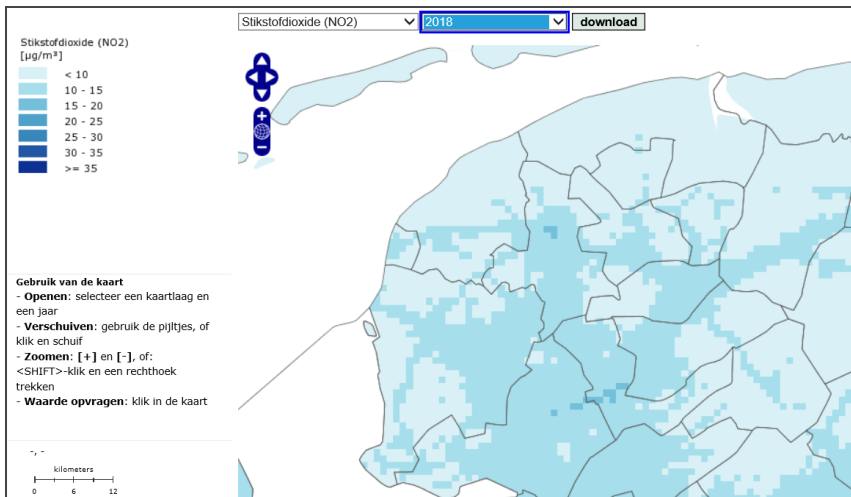 Stikstofdioxide (NO2)
2018
download
Stikstofdioxide (NO2)
[µg/m³]
< 10
10 - 15
15 - 20
20 - 25
25 - 30
30 - 35
>= 35
Gebruik van de kaart
- Openen: selecteer een kaartlaag en
een jaar
- Verschuiven: gebruik de pijltjes, of
klik en schuif
- Zoomen: [+] en [-], of:
<SHIFT>-klik en een rechthoek
trekken
- Waarde opvragen: klik in de kaart
-, -
kilometers
0 6 12